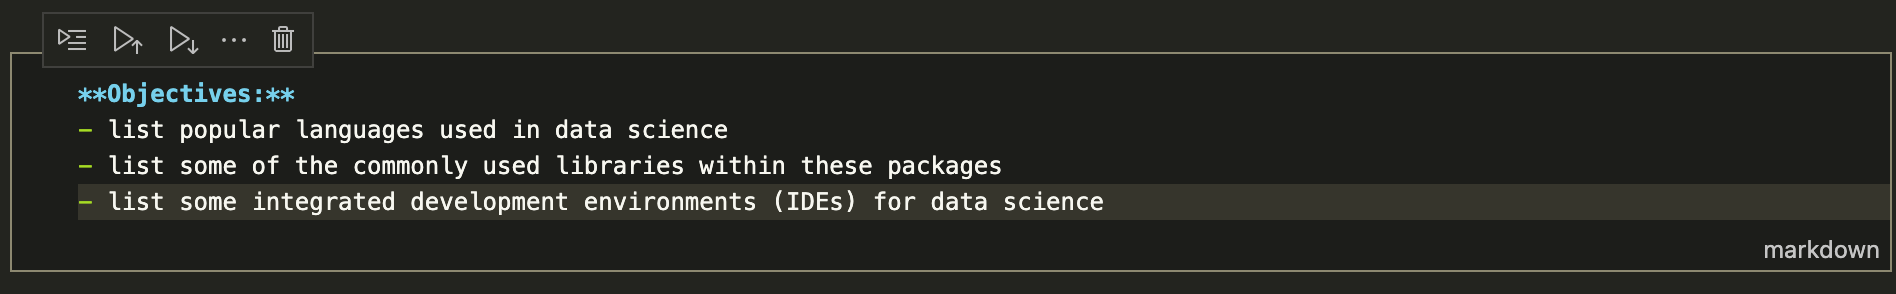 **Objectives:**
- list popular languages used in data science
- list some of the commonly used libraries within these packages
- list some integrated development environments (IDEs) for data science
markdown